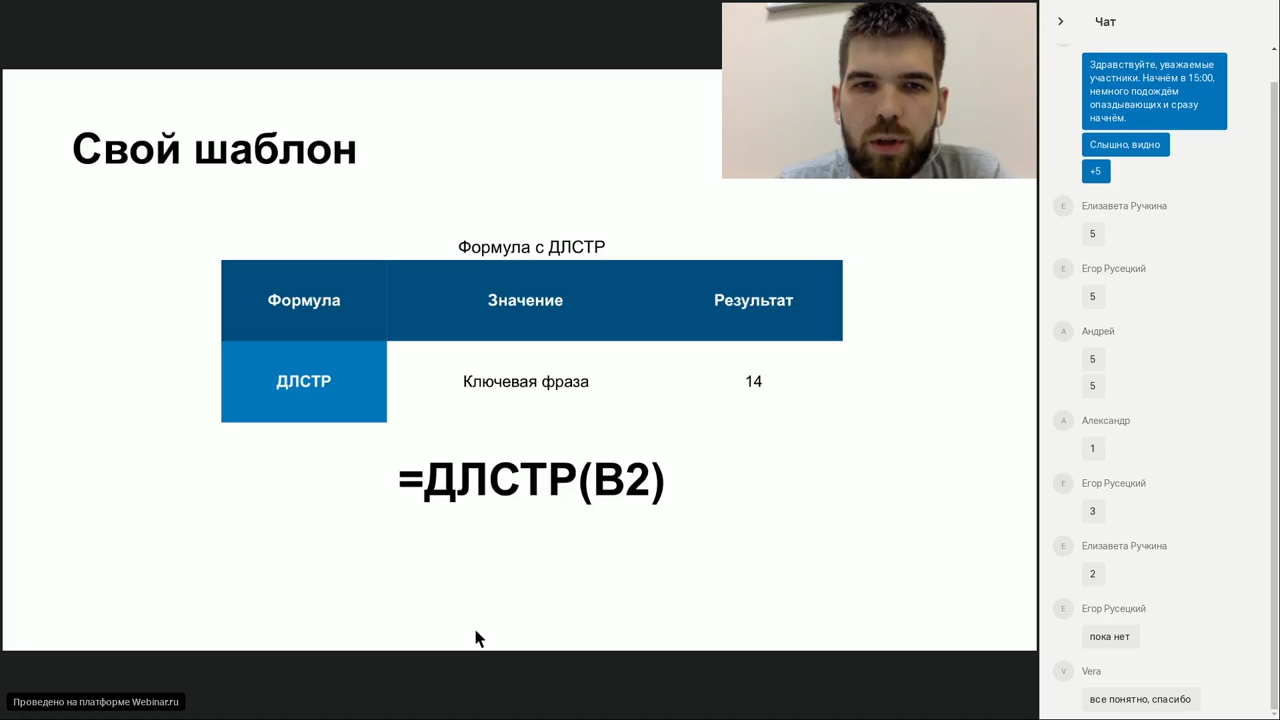 Свой шаблон
Формула с ДЛСТР
Формула Значение Результат
ДЛСТР Ключевая фраза 14
=ДЛСТР(B2)
Проведено на платформе Webinar.ru
Чат
Здравствуйте, уважаемые
участники. Начнём в 15:00,
немного подождём
опаздывающих и сразу
начнём.
Слышно, видно
+5
Е Елизавета Ручкина
5
Е Егор Русецкий
5
А Андрей
5
5
А Александр
1
Е Егор Русецкий
3
Е Елизавета Ручкина
2
Е Егор Русецкий
пока нет
V Vera
все понятно, спасибо